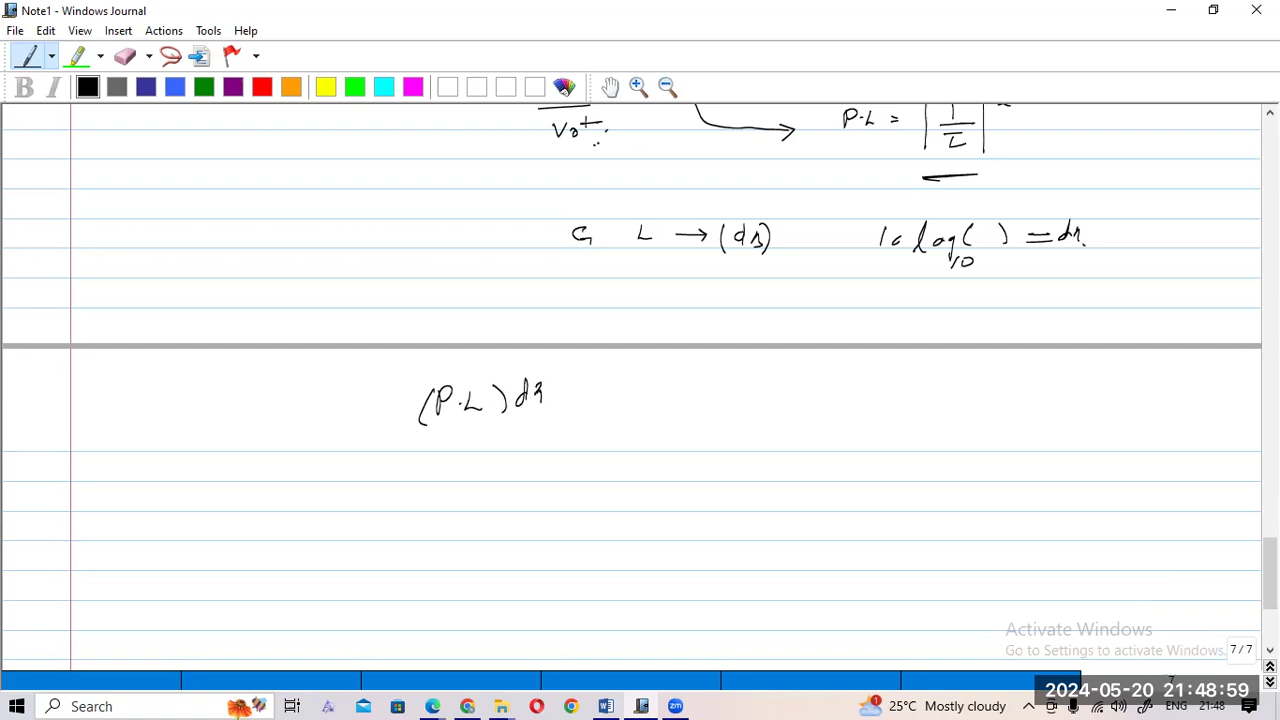 Note1 - Windows Journal
File Edit View Insert Actions Tools Help
B I
P.L = | 1 / τ |
G L → (dB) 10 log10( ) = dB.
(P.L) dB
Activate Windows
Go to Settings to activate Windows.
7/7
7
2024-05-20 21:48:59
Search
25°C Mostly cloudy
1
ENG
21:48